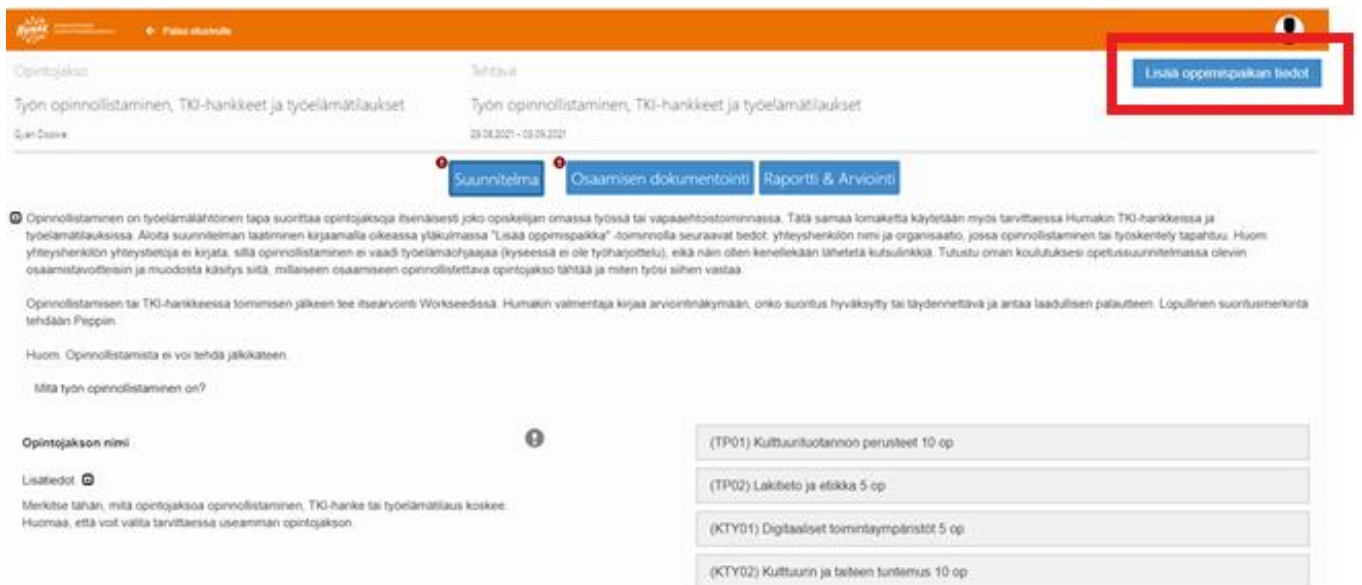 HUMAK
Palaa etusivulle
Opintojakso
Tehtävä
Lisää oppimispaikan tiedot
Työn opinnollistaminen, TKI-hankkeet ja työelämätilaukset
Työn opinnollistaminen, TKI-hankkeet ja työelämätilaukset
Suunnitelma
Osaamisen dokumentointi
Raportti & Arviointi
Opinnollistaminen on työelämälähtöinen tapa suorittaa opintojaksoja itsenäisesti joko opiskelijan omassa työssä tai vapaaehtoistoiminnassa. Tätä samaa lomaketta käytetään myös tarvittaessa Humakin TKI-hankkeissa ja
työelämätilauksissa. Aloita suunnitelman laatiminen kirjaamalla oikeassa yläkulmassa "Lisää oppimispaikka" -toiminnolla seuraavat tiedot: yhteyshenkilön nimi ja organisaatio, jossa opinnollistaminen tai työskentely tapahtuu. Huom
yhteyshenkilön yhteystietoja ei kirjata, sillä opinnollistaminen ei vaadi työelämäohjaajaa (kyseessä ei ole työharjoittelu), eikä näin ollen kenellekään lähetetä kutsulinkkiä. Tutustu oman koulutuksesi opetussuunnitelmassa oleviin
osaamistavoitteisiin ja muodosta käsitys siitä, millaiseen osaamiseen opinnollistettava opintojakso tähtää ja miten työsi siihen vastaa.
Opinnollistamisen tai TKI-hankkeessa toimimisen jälkeen tee itsearviointi Workseedissä. Humakin valmentaja kirjaa arviointinäkymään, onko suoritus hyväksytty tai täydennettävä ja antaa laadullisen palautteen. Lopullinen suoritusmerkintä
tehdään Peppiin.
Huom. Opinnollistamista ei voi tehdä jälkikäteen.
Mitä työn opinnollistaminen on?
Opintojakson nimi
(TP01) Kulttuurituotannon perusteet 10 op
Lisätiedot
(TP02) Lakitieto ja etiikka 5 op
Merkitse tähän, mitä opintojaksoa opinnollistaminen, TKI-hanke tai työelämätilaus koskee.
Huomaa, että voit valita tarvittaessa useamman opintojakson.
(KTY01) Digitaaliset toimintaympäristöt 5 op
(KTY02) Kulttuurin ja taiteen tuntemus 10 op